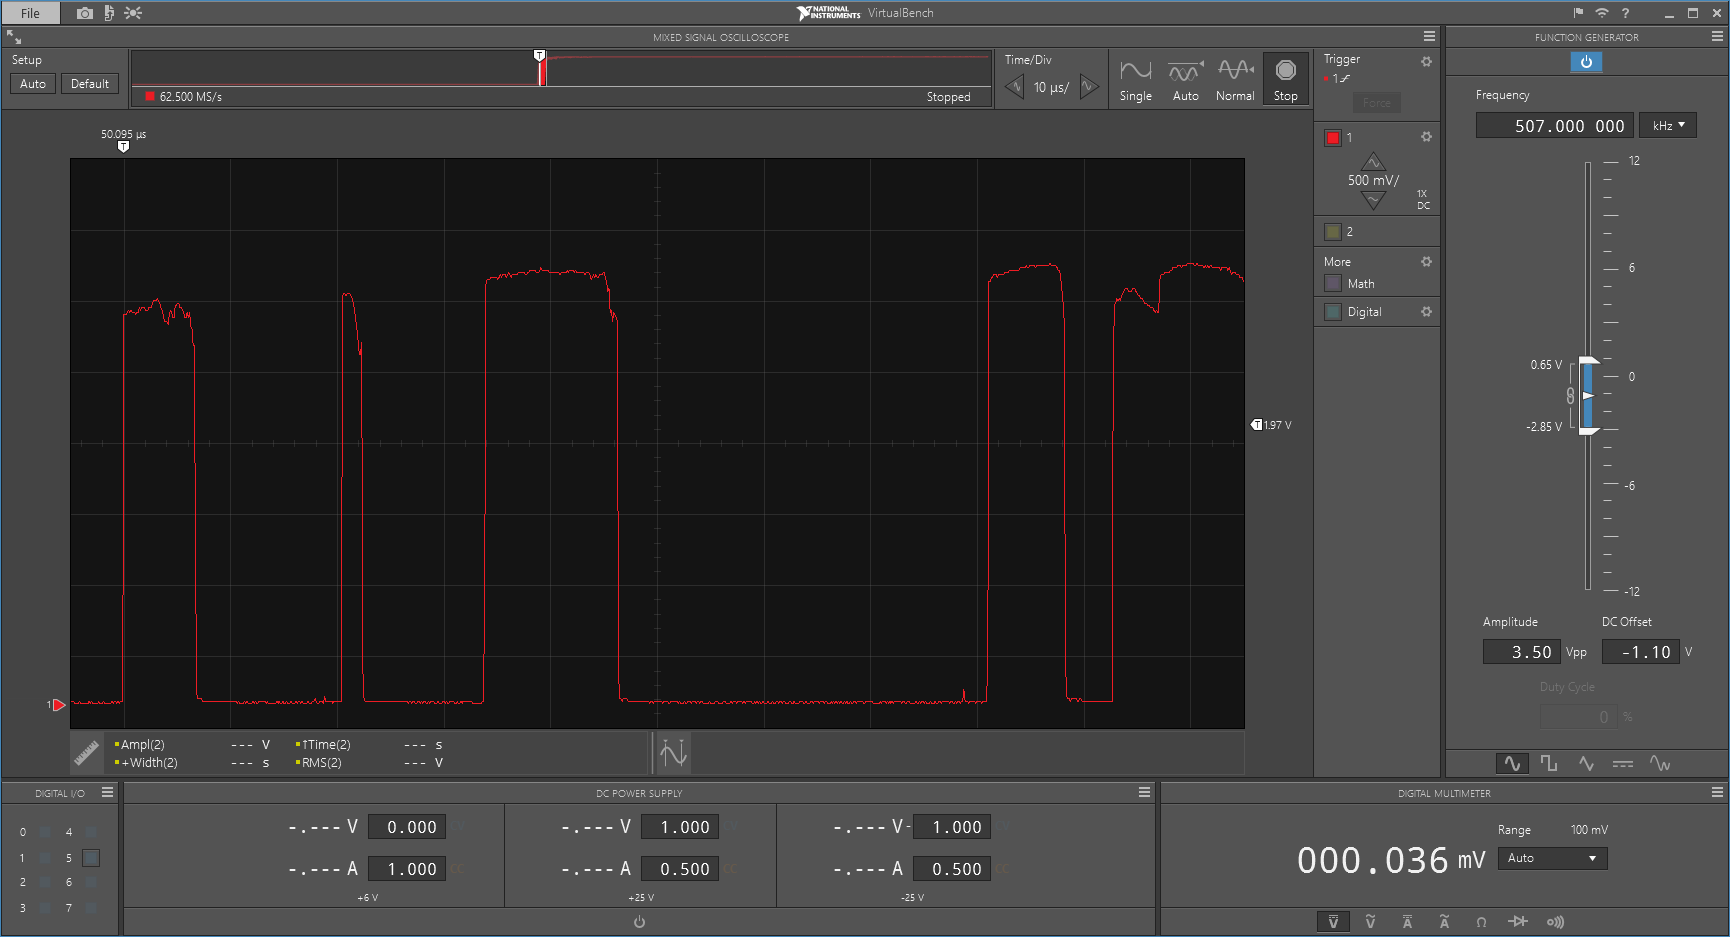 File
NATIONAL INSTRUMENTS VirtualBench
?
MIXED SIGNAL OSCILLOSCOPE
FUNCTION GENERATOR
Setup
Auto Default
T
62.500 MS/s
Stopped
Time/Div
10 µs/
Single Auto Normal Stop
Trigger
1
Force
50.095 µs
T
1
500 mV/
1X
DC
2
More
Math
Digital
T 1.97 V
1
Ampl(2) --- V
↑Time(2) --- s
+Width(2) --- s
RMS(2) --- V
Frequency
507.000 000 kHz
12
6
0.65 V
0
-2.85 V
-6
-12
Amplitude DC Offset
3.50 Vpp -1.10 V
Duty Cycle
0 %
DIGITAL I/O
0 4
1 5
2 6
3 7
DC POWER SUPPLY
-.--- V 0.000
-.--- A 1.000 CC
+6 V
-.--- V 1.000
-.--- A 0.500 CC
+25 V
-.--- V - 1.000
-.--- A 0.500 CC
-25 V
DIGITAL MULTIMETER
Range 100 mV
000.036 mV Auto
V V A A Ω